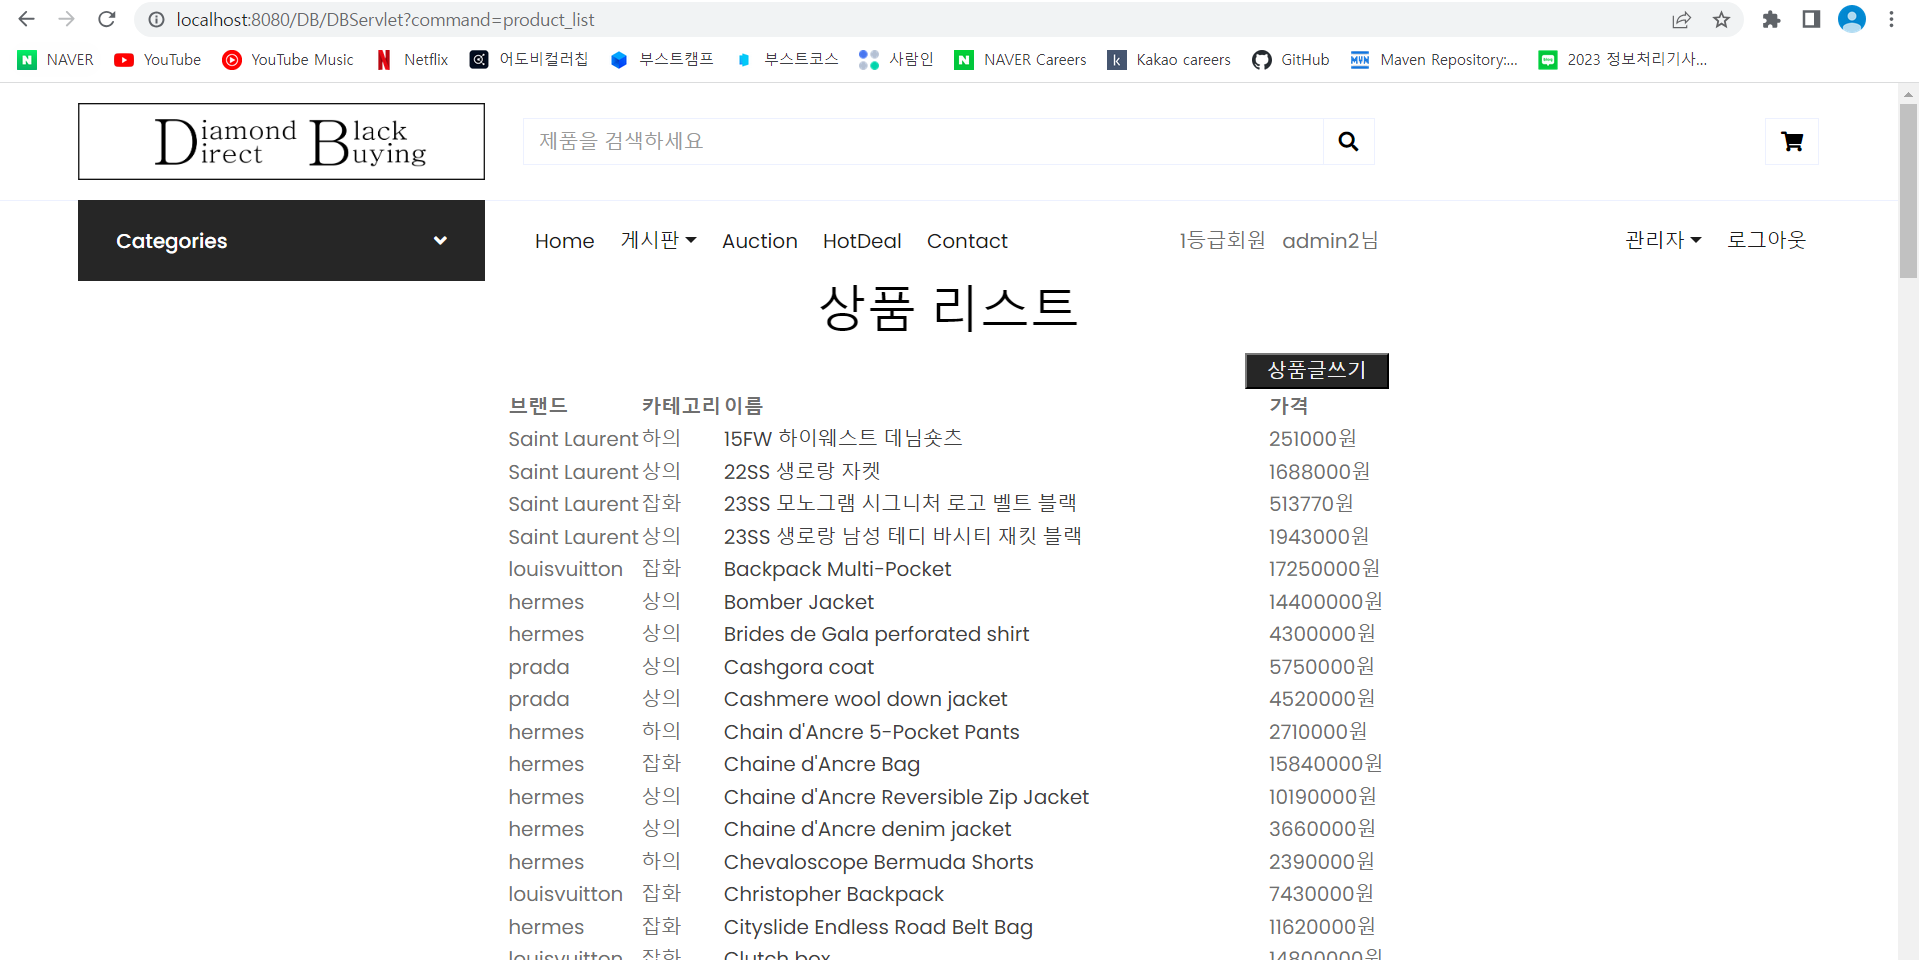 localhost:8080/DB/DBServlet?command=product_list
NAVER YouTube YouTube Music Netflix 어도비컬러칩 부스트캠프 부스트코스 사람인 NAVER Careers k Kakao careers GitHub MVN Maven Repository:... 2023 정보처리기사...
Diamond Black
Direct Buying
제품을 검색하세요
Categories Home 게시판 Auction HotDeal Contact 1등급회원 admin2님 관리자 로그아웃
상품 리스트
상품글쓰기
브랜드 카테고리 이름 가격
Saint Laurent 하의 15FW 하이웨스트 데님숏츠 251000원
Saint Laurent 상의 22SS 생로랑 자켓 1688000원
Saint Laurent 잡화 23SS 모노그램 시그니처 로고 벨트 블랙 513770원
Saint Laurent 상의 23SS 생로랑 남성 테디 바시티 재킷 블랙 1943000원
louisvuitton 잡화 Backpack Multi-Pocket 17250000원
hermes 상의 Bomber Jacket 14400000원
hermes 상의 Brides de Gala perforated shirt 4300000원
prada 상의 Cashgora coat 5750000원
prada 상의 Cashmere wool down jacket 4520000원
hermes 하의 Chain d'Ancre 5-Pocket Pants 2710000원
hermes 잡화 Chaine d'Ancre Bag 15840000원
hermes 상의 Chaine d'Ancre Reversible Zip Jacket 10190000원
hermes 상의 Chaine d'Ancre denim jacket 3660000원
hermes 하의 Chevaloscope Bermuda Shorts 2390000원
louisvuitton 잡화 Christopher Backpack 7430000원
hermes 잡화 Cityslide Endless Road Belt Bag 11620000원
louisvuitton 잡화 Clutch box 14800000원